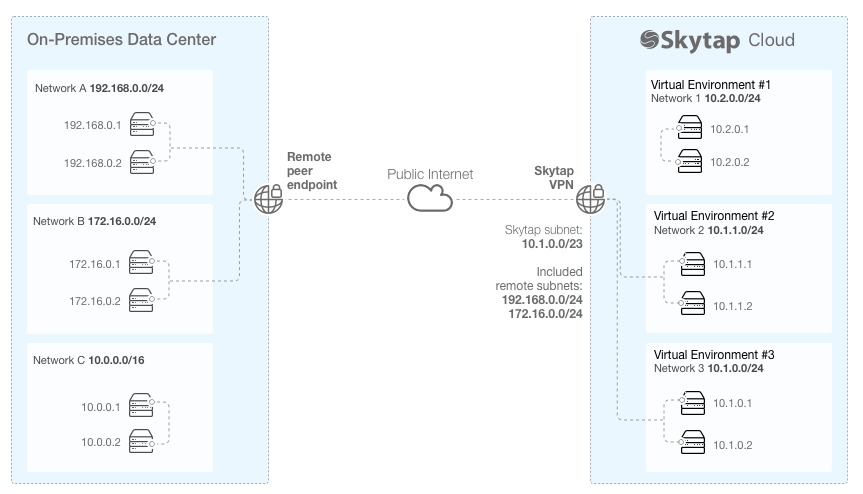 On-Premises Data Center
Network A 192.168.0.0/24
192.168.0.1
192.168.0.2
Network B 172.16.0.0/24
172.16.0.1
172.16.0.2
Network C 10.0.0.0/16
10.0.0.1
10.0.0.2
Remote
peer
endpoint
Public Internet
Skytap
VPN
Skytap subnet:
10.1.0.0/23
Included
remote subnets:
192.168.0.0/24
172.16.0.0/24
Skytap Cloud
Virtual Environment #1
Network 1 10.2.0.0/24
10.2.0.1
10.2.0.2
Virtual Environment #2
Network 2 10.1.1.0/24
10.1.1.1
10.1.1.2
Virtual Environment #3
Network 3 10.1.0.0/24
10.1.0.1
10.1.0.2